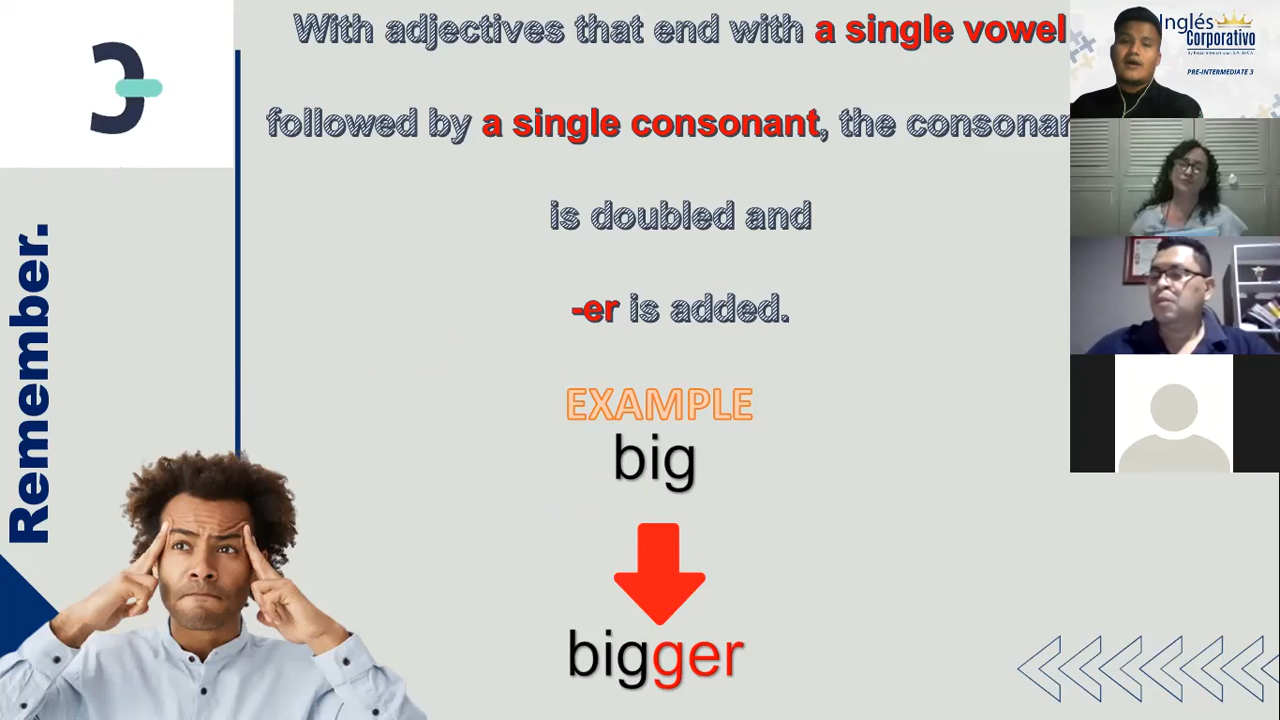 With adjectives that end with a single vowel
followed by a single consonant, the
is doubled and
-er is added.
EXAMPLE
big
bigger
Remember.
Inglés
Corporativo
PRE-INTERMEDIATE 3